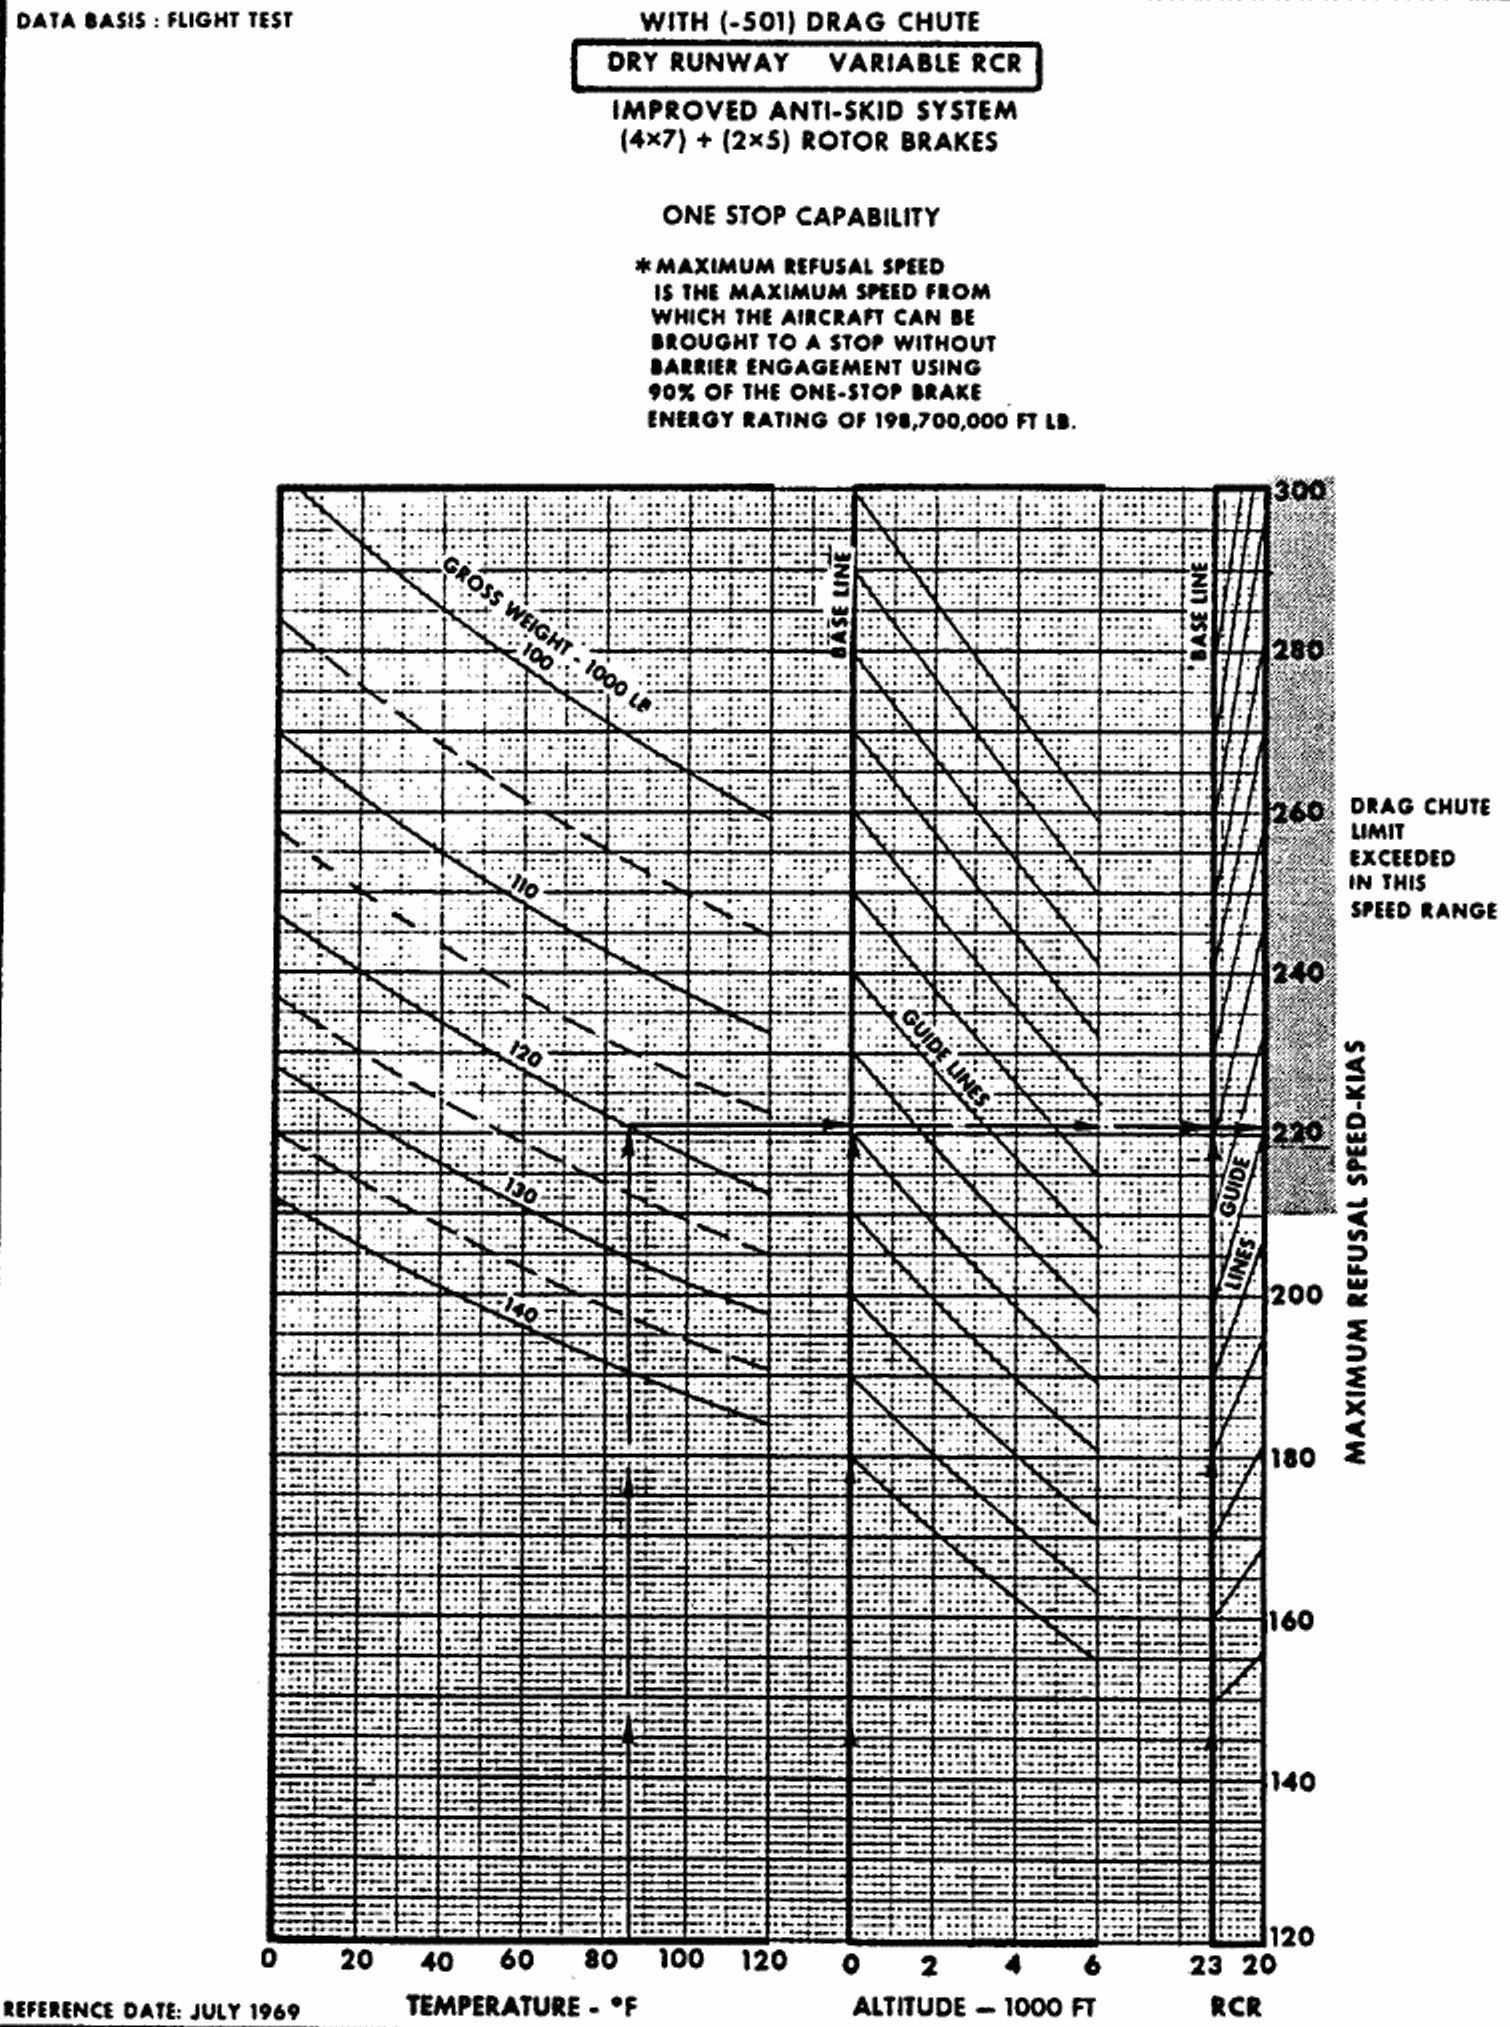 DATA BASIS : FLIGHT TEST
WITH (-501) DRAG CHUTE
DRY RUNWAY VARIABLE RCR
IMPROVED ANTI-SKID SYSTEM
(4×7) + (2×5) ROTOR BRAKES
ONE STOP CAPABILITY
*MAXIMUM REFUSAL SPEED
IS THE MAXIMUM SPEED FROM
WHICH THE AIRCRAFT CAN BE
BROUGHT TO A STOP WITHOUT
BARRIER ENGAGEMENT USING
90% OF THE ONE-STOP BRAKE
ENERGY RATING OF 198,700,000 FT LB.
GROSS WEIGHT - 1000 LB
100
110
120
130
140
BASE LINE
GUIDE LINES
BASE LINE
GUIDE
LINES
300
280
260
240
220
200
180
160
140
120
DRAG CHUTE
LIMIT
EXCEEDED
IN THIS
SPEED RANGE
MAXIMUM REFUSAL SPEED-KIAS
0 20 40 60 80 100 120 0 2 4 6 23 20
TEMPERATURE - °F
ALTITUDE – 1000 FT
RCR
REFERENCE DATE: JULY 1969